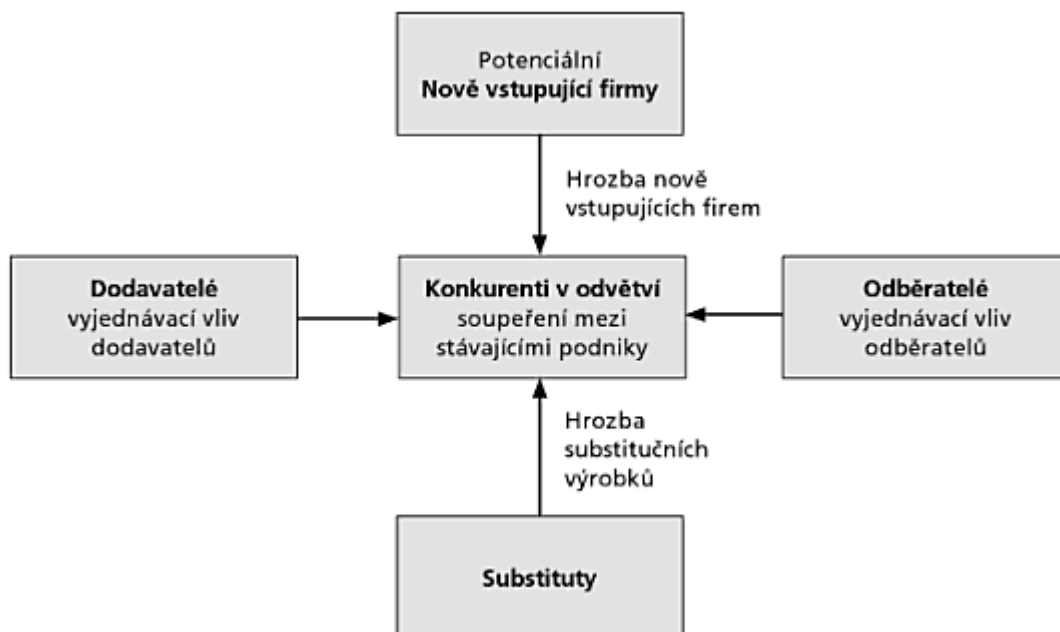 Potenciální
Nově vstupující firmy
Hrozba nově
vstupujících firem
Dodavatelé
vyjednávací vliv
dodavatelů
Konkurenti v odvětví
soupeření mezi
stávajícími podniky
Odběratelé
vyjednávací vliv
odběratelů
Hrozba
substitučních
výrobků
Substituty